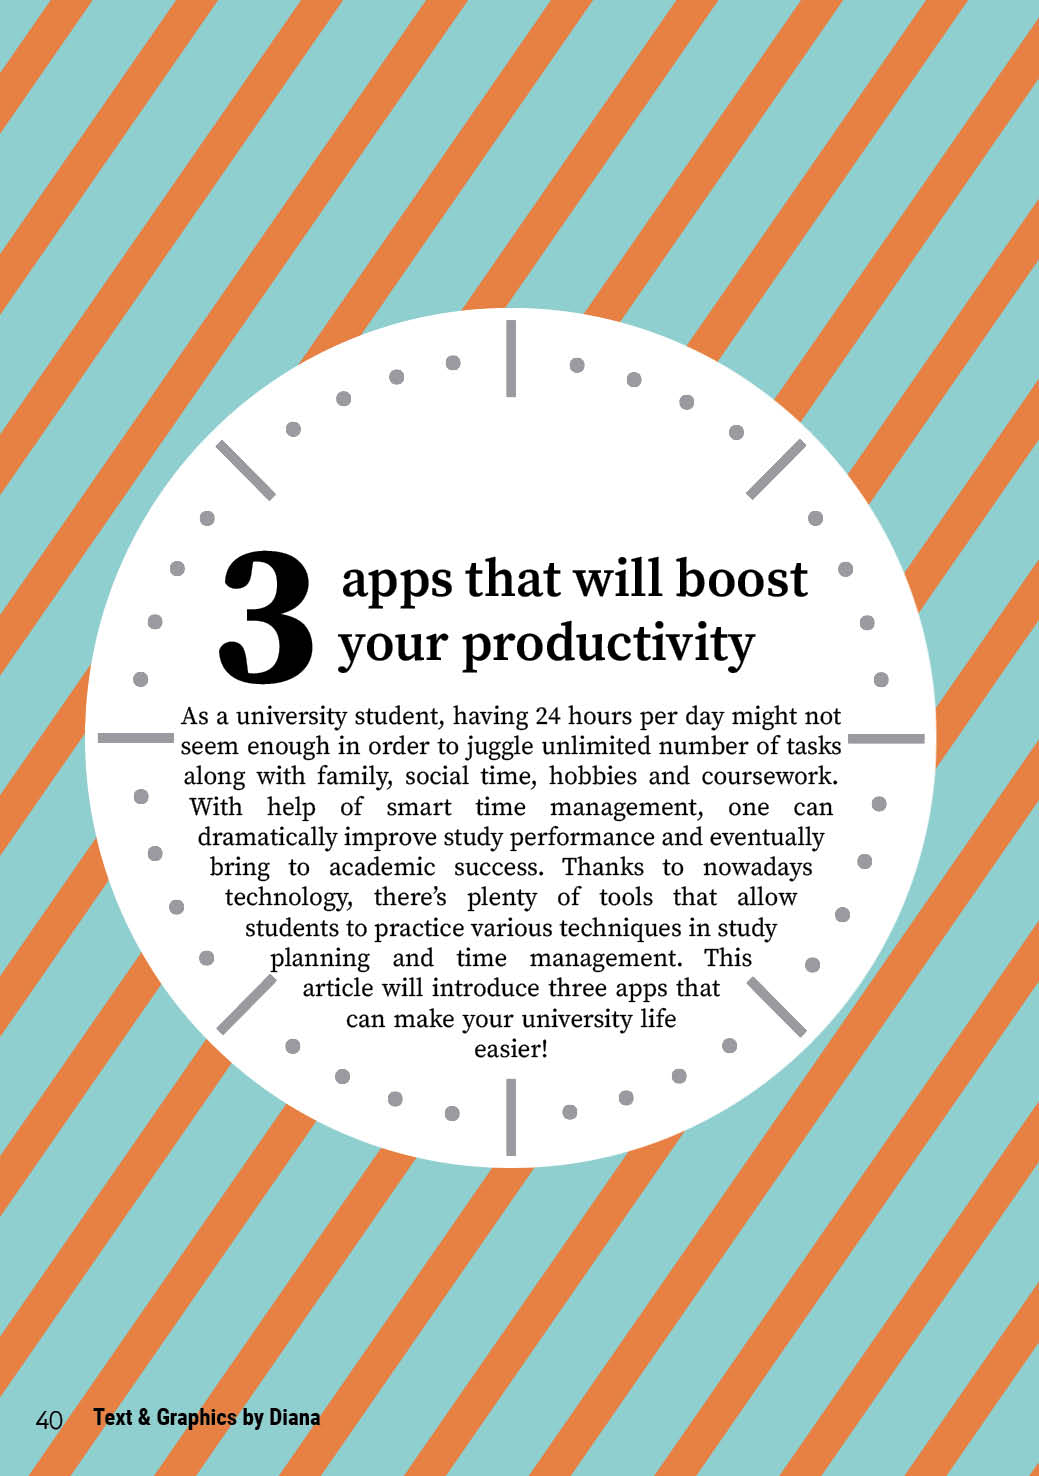 3 apps that will boost
your productivity
As a university student, having 24 hours per day might not
seem enough in order to juggle unlimited number of tasks
along with family, social time, hobbies and coursework.
With help of smart time management, one can
dramatically improve study performance and eventually
bring to academic success. Thanks to nowadays
technology, there’s plenty of tools that allow
students to practice various techniques in study
planning and time management. This
article will introduce three apps that
can make your university life
easier!
40 Text & Graphics by Diana